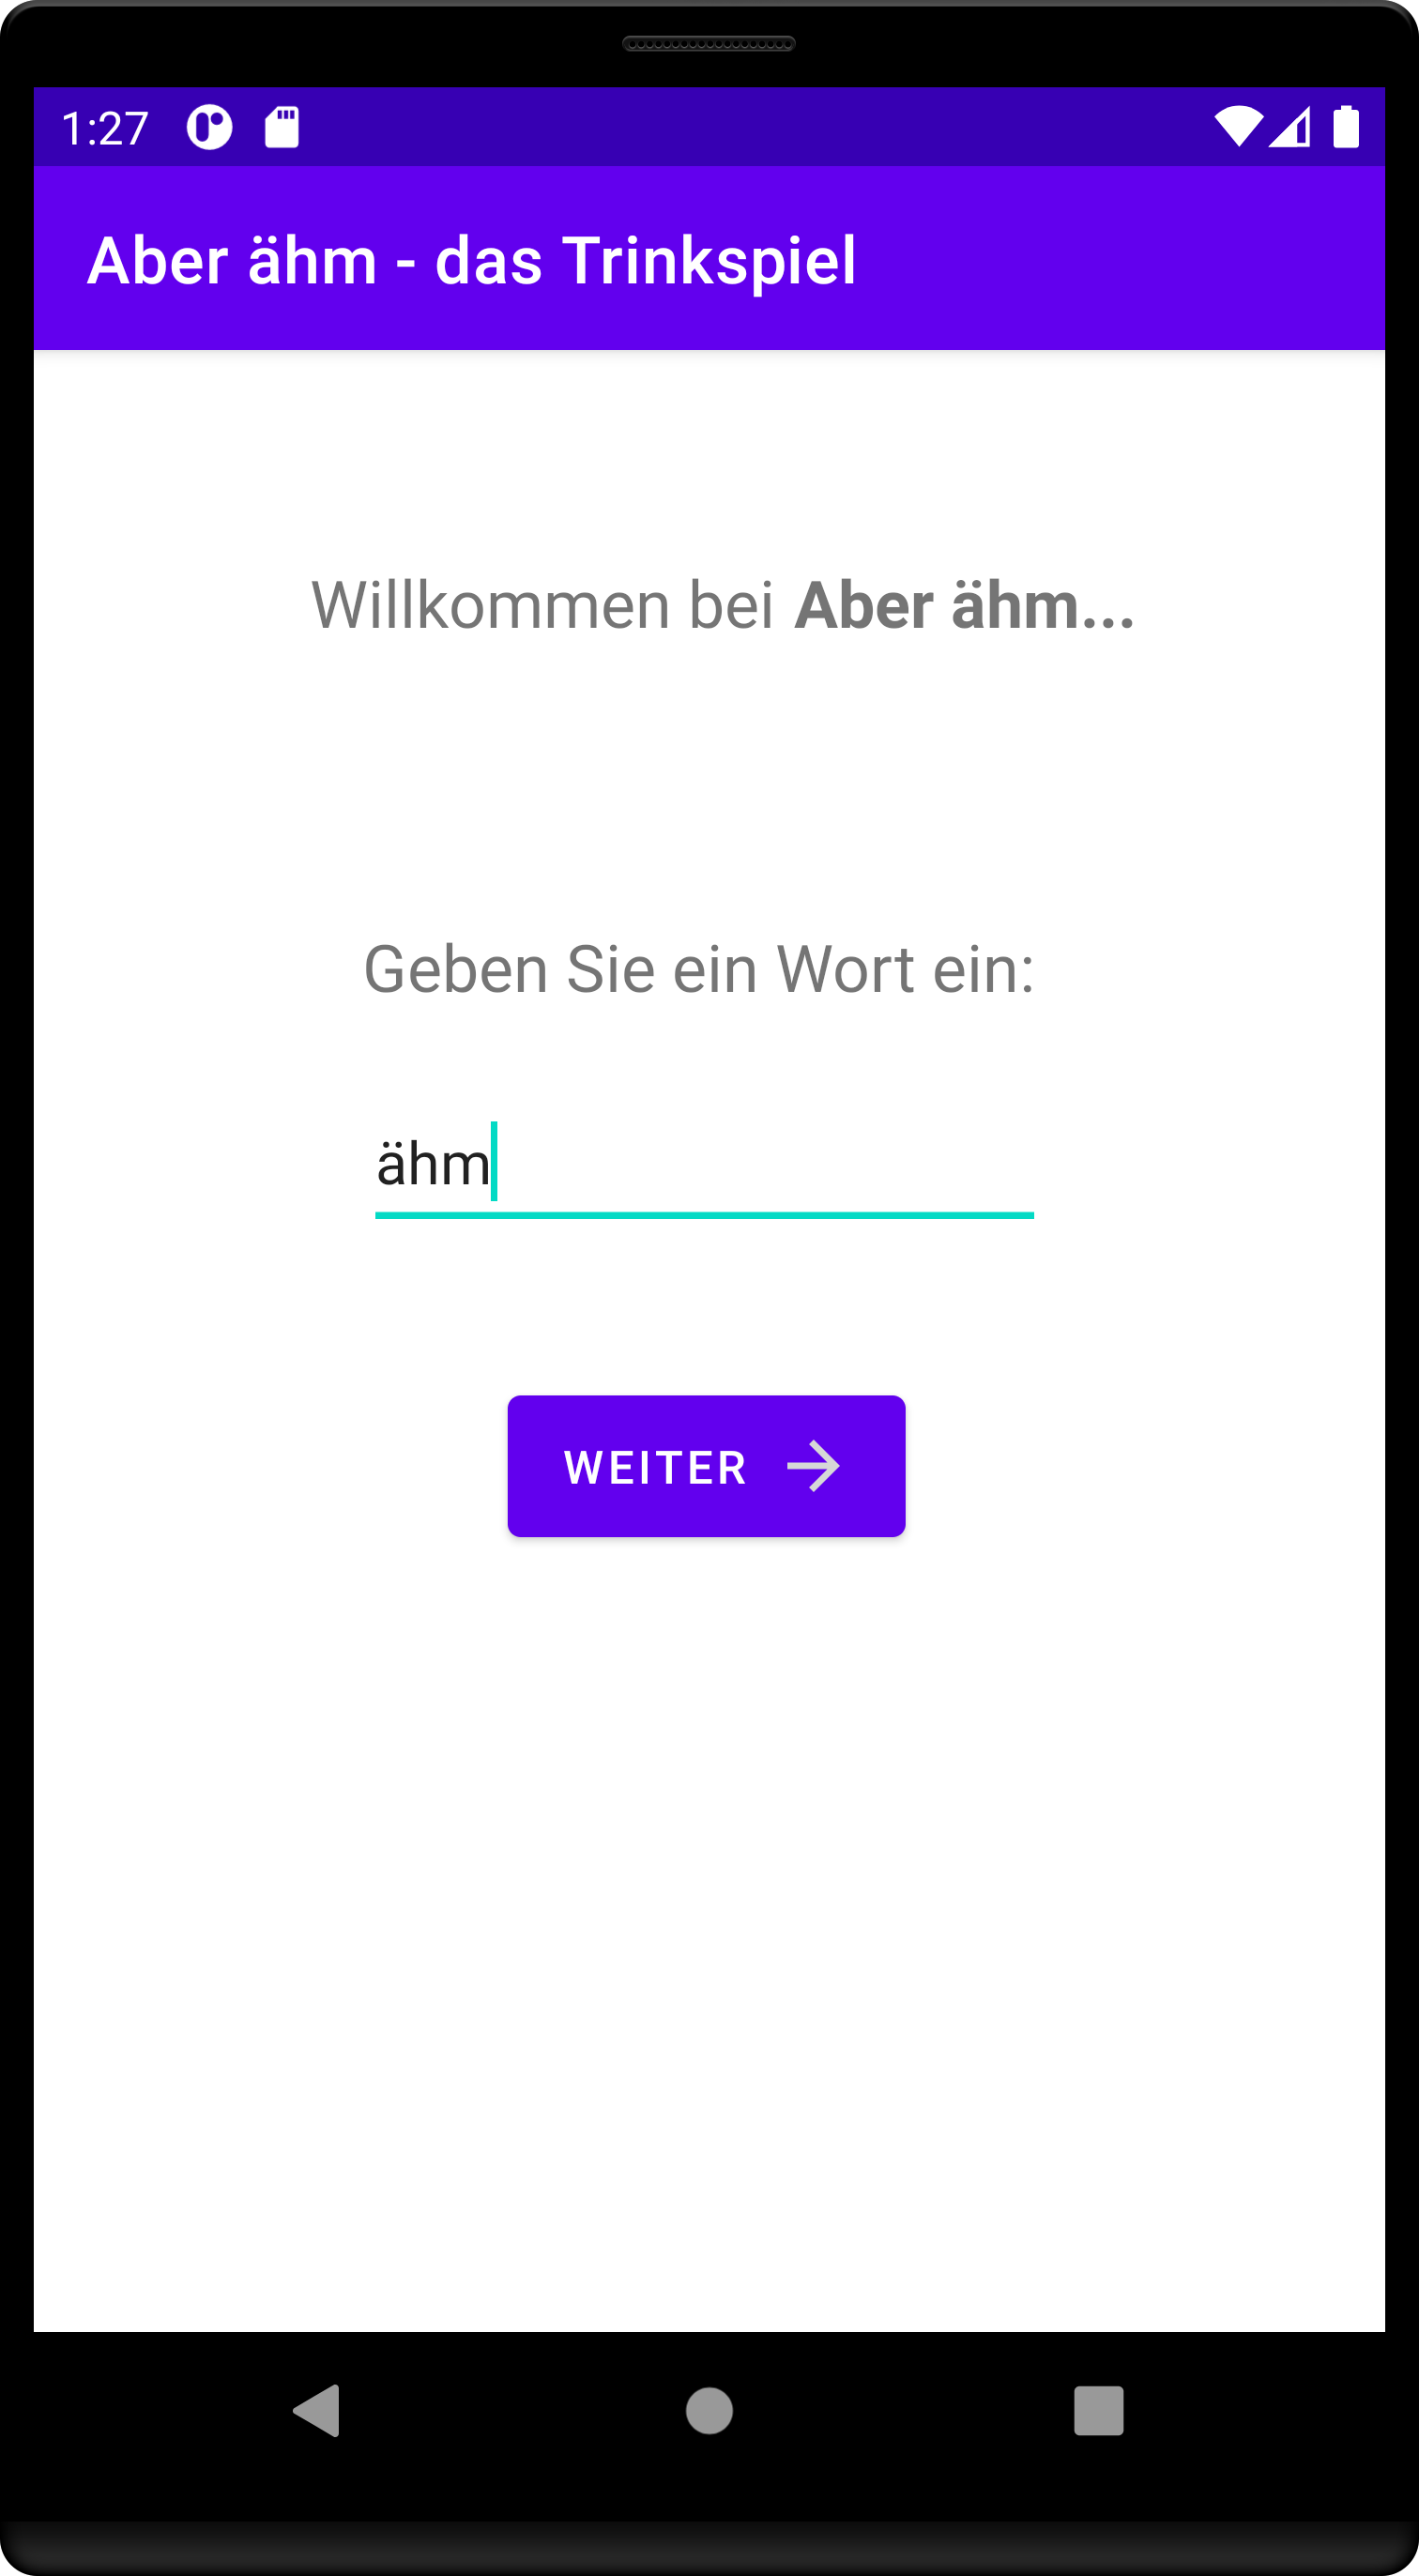 1:27
Aber ähm - das Trinkspiel
Willkommen bei Aber ähm...
Geben Sie ein Wort ein:
ähm
WEITER